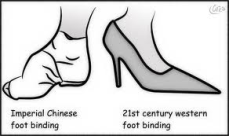 Imperial Chinese
foot binding
21st century western
foot binding